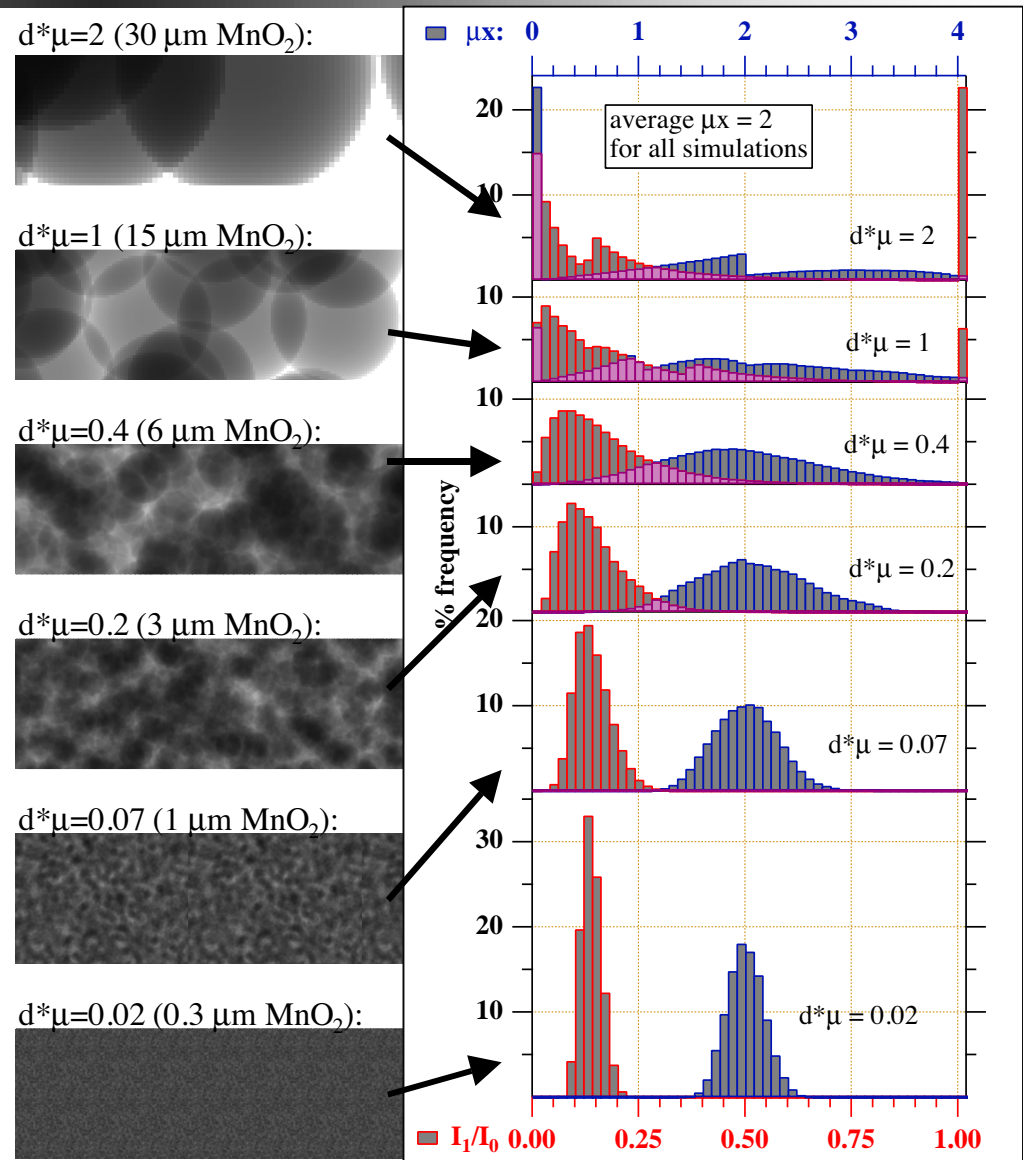 d*μ=2 (30 μm MnO₂):
d*μ=1 (15 μm MnO₂):
d*μ=0.4 (6 μm MnO₂):
d*μ=0.2 (3 μm MnO₂):
d*μ=0.07 (1 μm MnO₂):
d*μ=0.02 (0.3 μm MnO₂):
μx: 0 1 2 3 4
average μx = 2
for all simulations
20
10
d*μ = 2
10
d*μ = 1
10
d*μ = 0.4
% frequency
10
d*μ = 0.2
20
10
d*μ = 0.07
30
20
10
d*μ = 0.02
I₁/I₀ 0.00 0.25 0.50 0.75 1.00